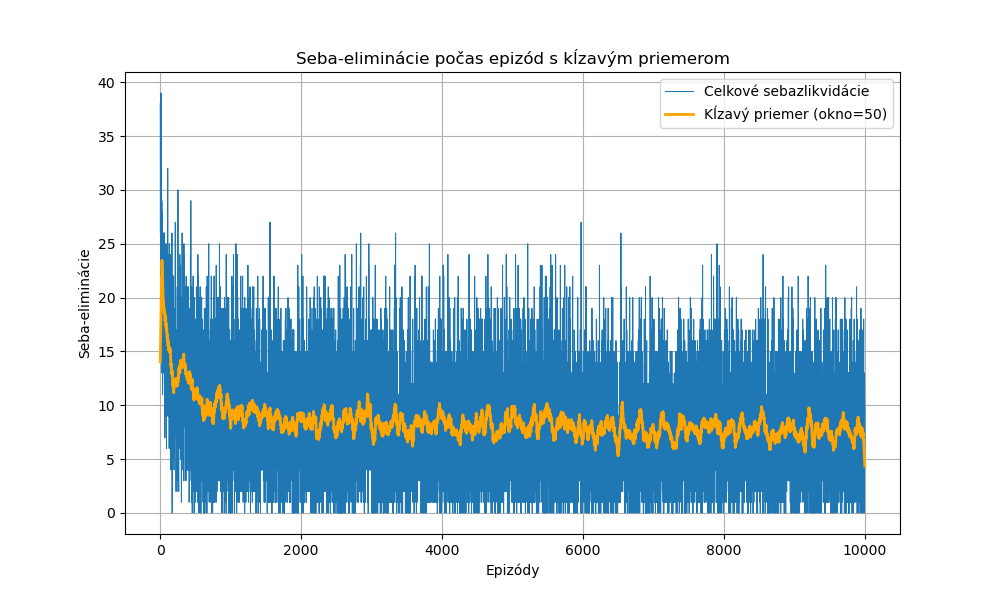 Seba-eliminácie počas epizód s kĺzavým priemerom
Celkové sebazlikvidácie
Kĺzavý priemer (okno=50)
Seba-eliminácie
40
35
30
25
20
15
10
5
0
0 2000 4000 6000 8000 10000
Epizódy